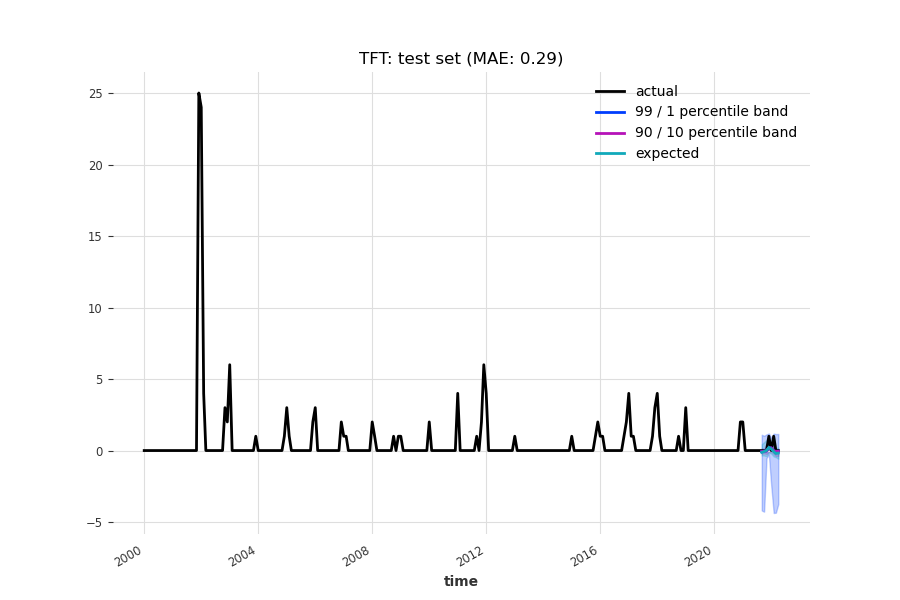 TFT: test set (MAE: 0.29)
actual
99 / 1 percentile band
90 / 10 percentile band
expected
25
20
15
10
5
0
−5
2000
2004
2008
2012
2016
2020
time